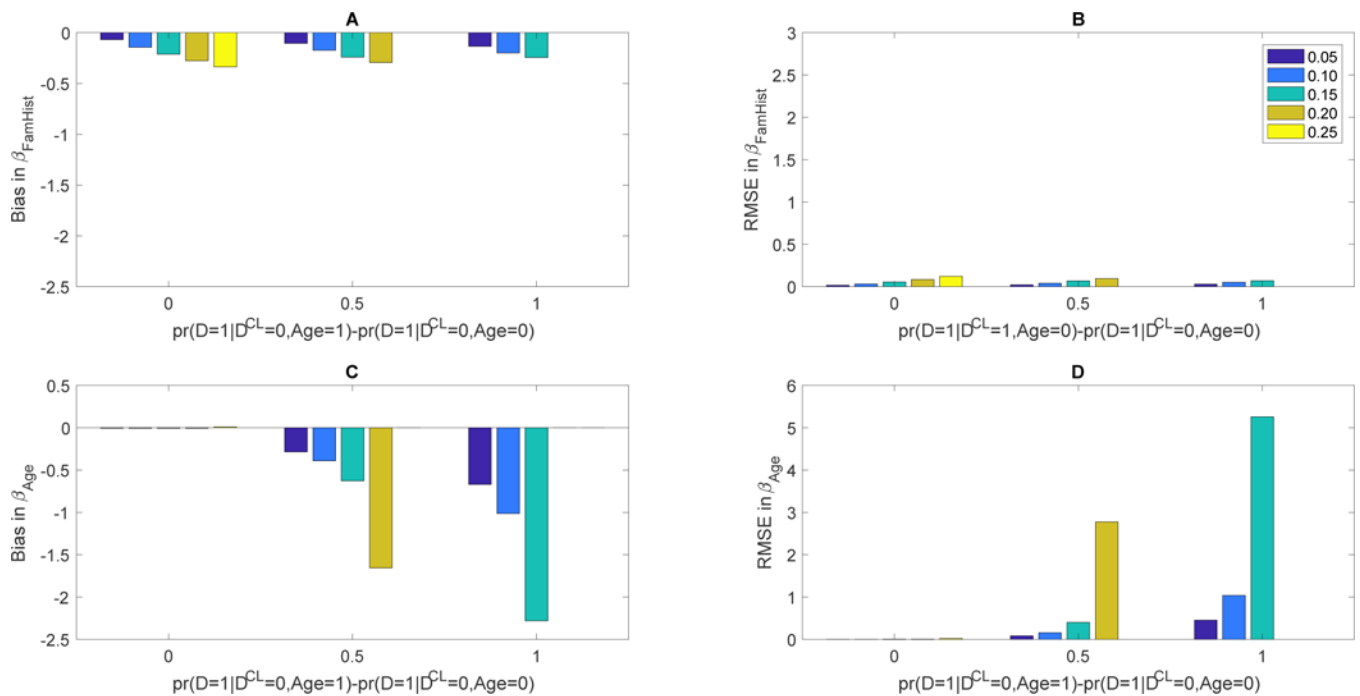 A
0
-0.5
-1
-1.5
-2
-2.5
Bias in β_FamHist
0 0.5 1
pr(D=1|D^CL=0,Age=1)-pr(D=1|D^CL=0,Age=0)
B
3
2.5
2
1.5
1
0.5
0
RMSE in β_FamHist
0.05
0.10
0.15
0.20
0.25
0 0.5 1
pr(D=1|D^CL=1,Age=0)-pr(D=1|D^CL=0,Age=0)
C
0.5
0
-0.5
-1
-1.5
-2
-2.5
Bias in β_Age
0 0.5 1
pr(D=1|D^CL=0,Age=1)-pr(D=1|D^CL=0,Age=0)
D
6
5
4
3
2
1
0
RMSE in β_Age
0 0.5 1
pr(D=1|D^CL=0,Age=1)-pr(D=1|D^CL=0,Age=0)